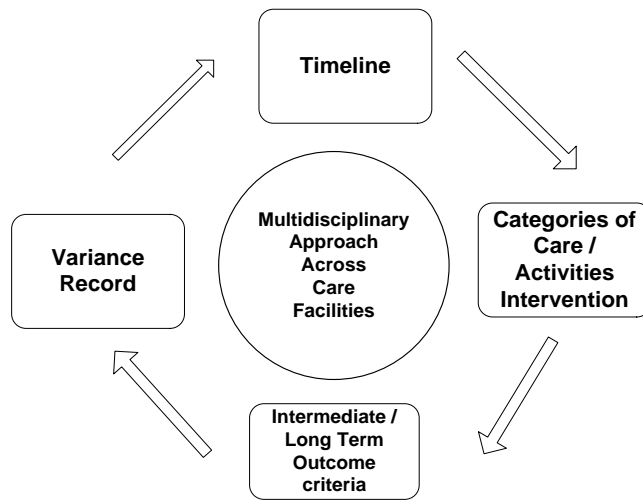 Timeline
Multidisciplinary
Approach
Across
Care
Facilities
Categories of
Care /
Activities
Intervention
Variance
Record
Intermediate /
Long Term
Outcome
criteria